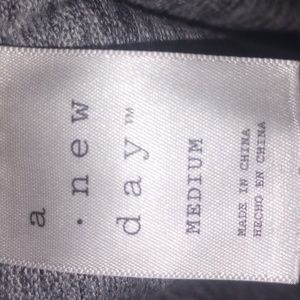 a
· new
day™
MEDIUM
MADE IN CHINA
HECHO EN CHINA